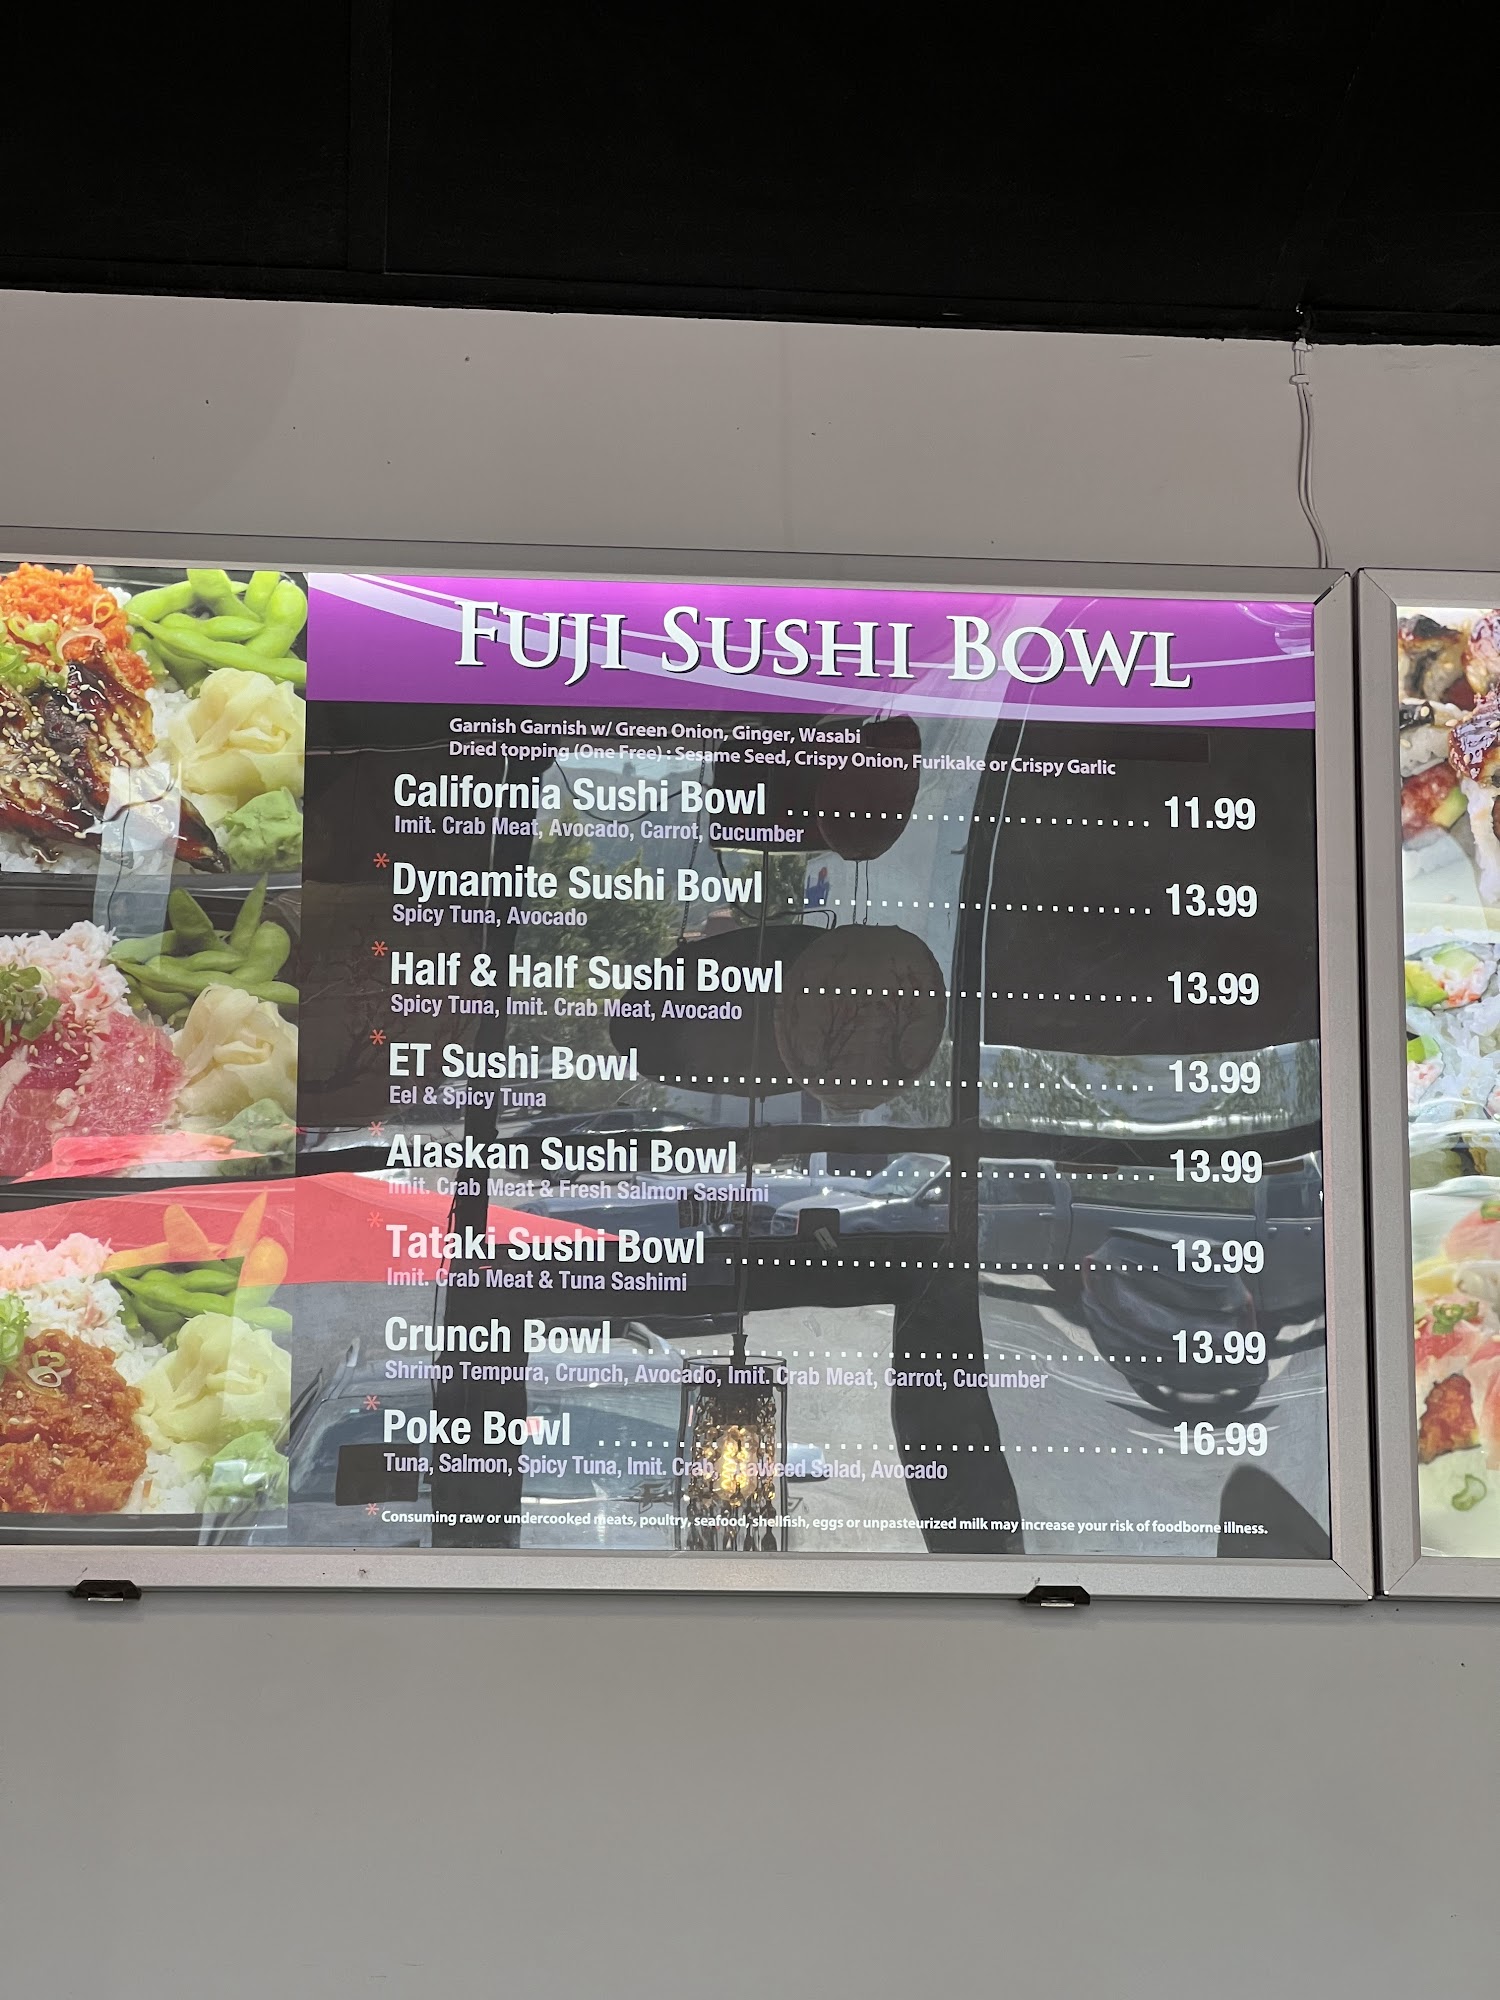 FUJI SUSHI BOWL
Garnish Garnish w/ Green Onion, Ginger, Wasabi
Dried topping (One Free) : Sesame Seed, Crispy Onion, Furikake or Crispy Garlic
California Sushi Bowl ........................ 11.99
Imit. Crab Meat, Avocado, Carrot, Cucumber
* Dynamite Sushi Bowl ........................ 13.99
Spicy Tuna, Avocado
* Half & Half Sushi Bowl ....................... 13.99
Spicy Tuna, Imit. Crab Meat, Avocado
* ET Sushi Bowl ................................ 13.99
Eel & Spicy Tuna
* Alaskan Sushi Bowl .......................... 13.99
Imit. Crab Meat & Fresh Salmon Sashimi
* Tataki Sushi Bowl ............................ 13.99
Imit. Crab Meat & Tuna Sashimi
Crunch Bowl .................................. 13.99
Shrimp Tempura, Crunch, Avocado, Imit. Crab Meat, Carrot, Cucumber
* Poke Bowl .................................... 16.99
Tuna, Salmon, Spicy Tuna, Imit. Crab, Seaweed Salad, Avocado
* Consuming raw or undercooked meats, poultry, seafood, shellfish, eggs or unpasteurized milk may increase your risk of foodborne illness.